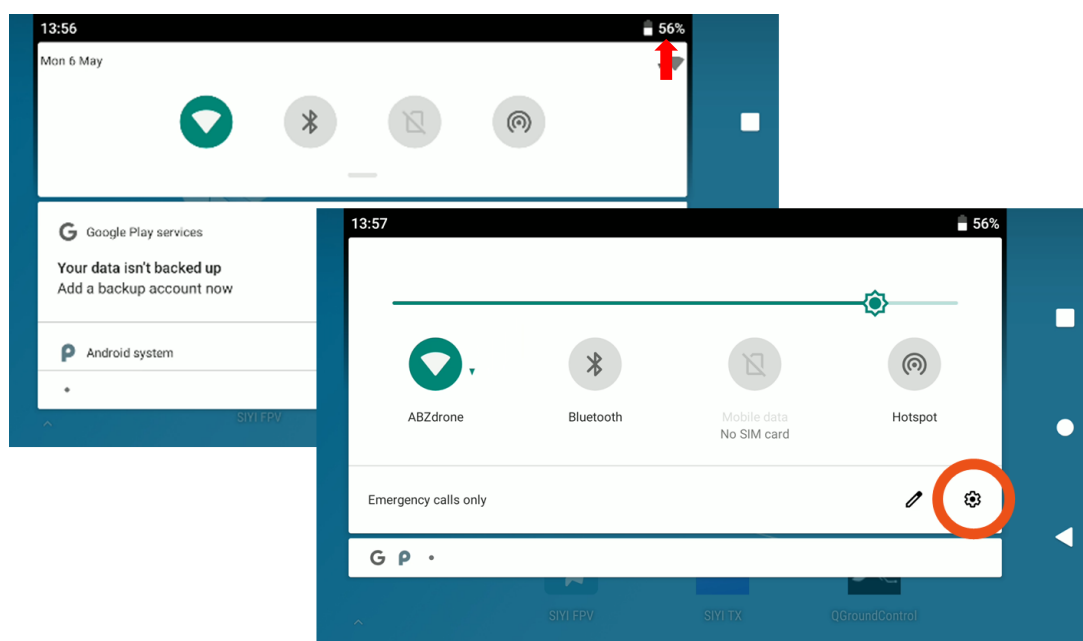 13:56
56%
Mon 6 May
Google Play services
Your data isn't backed up
Add a backup account now
Android system
SIYI FPV
13:57
56%
ABZdrone
Bluetooth
Mobile data
No SIM card
Hotspot
Emergency calls only
G P
SIYI FPV
SIYI TX
QGroundControl